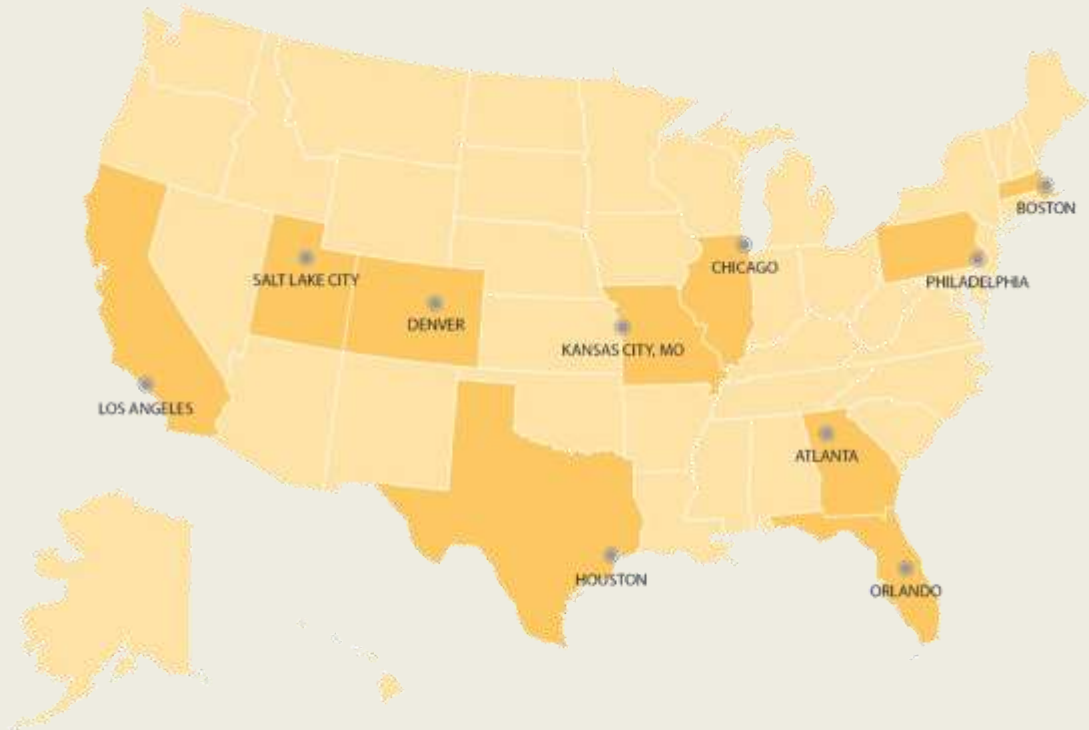 BOSTON
CHICAGO
SALT LAKE CITY
PHILADELPHIA
DENVER
KANSAS CITY, MO
LOS ANGELES
ATLANTA
HOUSTON
ORLANDO